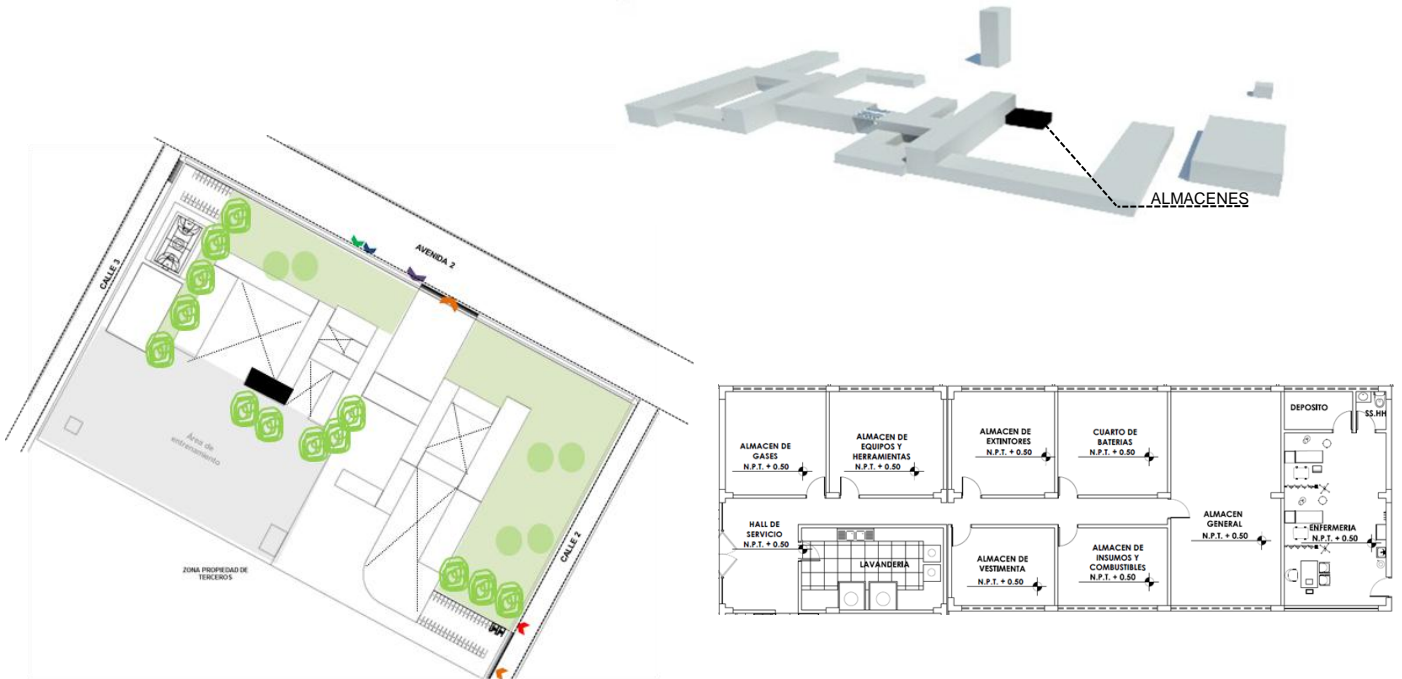 ALMACENES
AVENIDA 2
CALLE 3
Área de
entrenamiento
CALLE 2
ZONA PROPIEDAD DE
TERCEROS
ALMACEN DE
GASES
N.P.T. + 0.50
ALMACEN DE
EQUIPOS Y
HERRAMIENTAS
N.P.T. + 0.50
ALMACEN DE
EXTINTORES
N.P.T. + 0.50
CUARTO DE
BATERIAS
N.P.T. + 0.50
DEPOSITO
SS.HH
HALL DE
SERVICIO
N.P.T. + 0.50
LAVANDERIA
ALMACEN DE
VESTIMENTA
N.P.T. + 0.50
ALMACEN DE
INSUMOS Y
COMBUSTIBLES
N.P.T. + 0.50
ALMACEN
GENERAL
N.P.T. + 0.50
ENFERMERIA
N.P.T. + 0.50